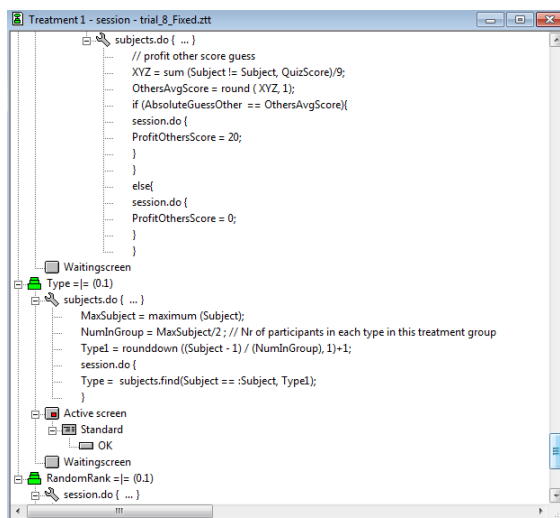 Treatment 1 - session - trial_8_Fixed.ztt
subjects.do { ... }
// profit other score guess
XYZ = sum (Subject != Subject, QuizScore)/9;
OthersAvgScore = round ( XYZ, 1);
if (AbsoluteGuessOther == OthersAvgScore){
session.do {
ProfitOthersScore = 20;
}
}
else{
session.do {
ProfitOthersScore = 0;
}
}
Waitingscreen
Type =|= (0.1)
subjects.do { ... }
MaxSubject = maximum (Subject);
NumInGroup = MaxSubject/2 ; // Nr of participants in each type in this treatment group
Type1 = rounddown ((Subject - 1) / (NumInGroup), 1)+1;
session.do {
Type = subjects.find(Subject == :Subject, Type1);
}
Active screen
Standard
OK
Waitingscreen
RandomRank =|= (0.1)
session.do { ... }